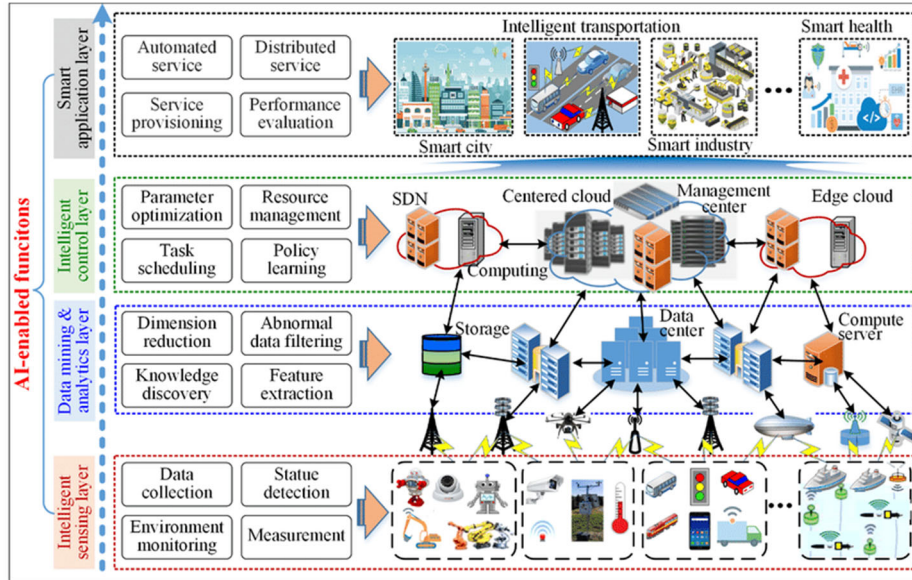 AI-enabled funcitons
Smart
application layer
Automated
service
Distributed
service
Service
provisioning
Performance
evaluation
Intelligent transportation
Smart health
Smart city
Smart industry
Intelligent
control layer
Parameter
optimization
Resource
management
Task
scheduling
Policy
learning
SDN
Centered cloud
Management
center
Edge cloud
Computing
Data mining &
analytics layer
Dimension
reduction
Abnormal
data filtering
Knowledge
discovery
Feature
extraction
Storage
Data
center
Compute
server
Intelligent
sensing layer
Data
collection
Statue
detection
Environment
monitoring
Measurement